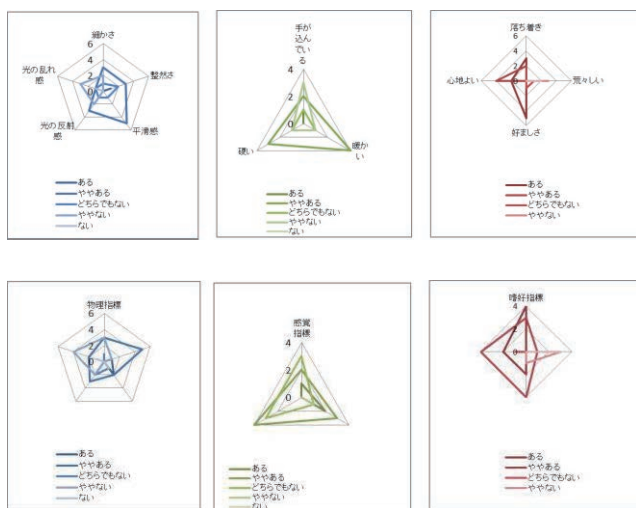 細かさ
6
4
2
0
光の乱れ
感
整然さ
光の反射
感
平滑感
ある
ややある
どちらでもない
ややない
ない
手が
込ん
でい
る
4
2
0
硬い
暖か
い
ある
ややある
どちらでもない
ややない
ない
落ち着き
6
4
2
0
心地よい
荒々しい
好ましさ
ある
ややある
どちらでもない
ややない
物理指標
6
4
2
0
ある
ややある
どちらでもない
ややない
ない
感覚
指標
4
2
0
ある
ややある
どちらでもない
ややない
ない
嗜好指標
4
2
0
ある
ややある
どちらでもない
ややない